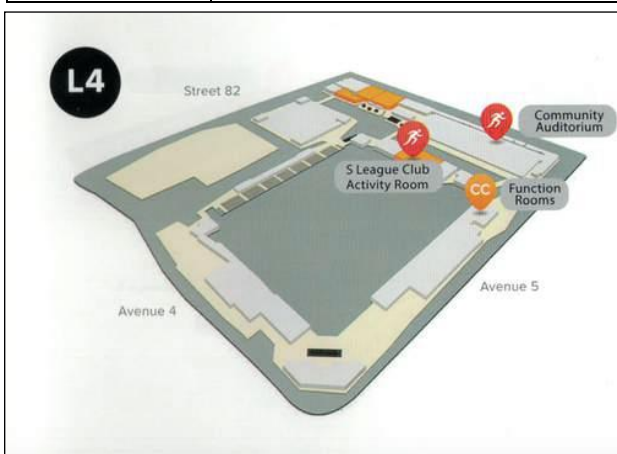 L4
Street 82
Community
Auditorium
S League Club
Activity Room
CC
Function
Rooms
Avenue 5
Avenue 4